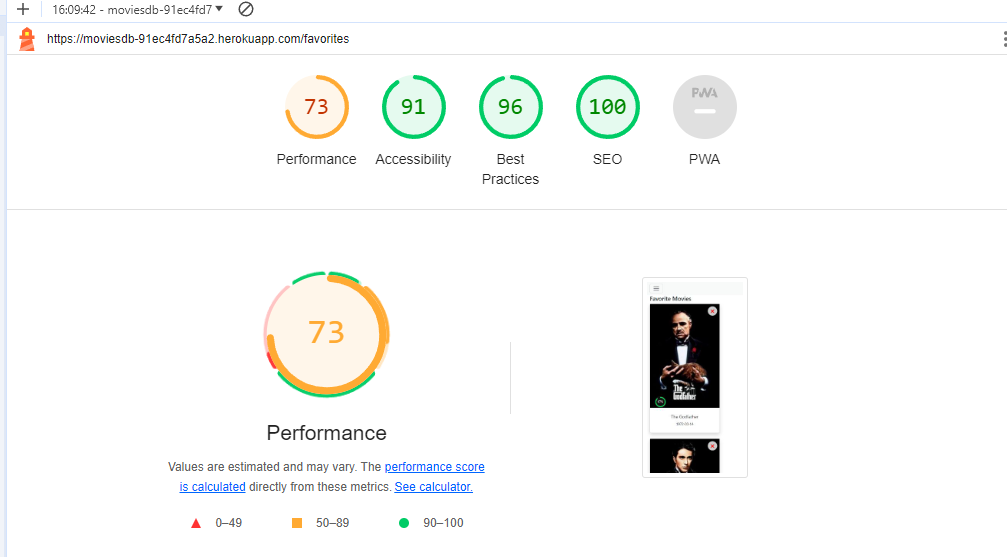 16:09:42 - moviesdb-91ec4fd7
https://moviesdb-91ec4fd7a5a2.herokuapp.com/favorites
73
91
96
100
PWA
Performance
Accessibility
Best
Practices
SEO
PWA
73
Performance
Values are estimated and may vary. The performance score
is calculated directly from these metrics. See calculator.
0–49
50–89
90–100
Favorite Movies
The
Godfather
The Godfather